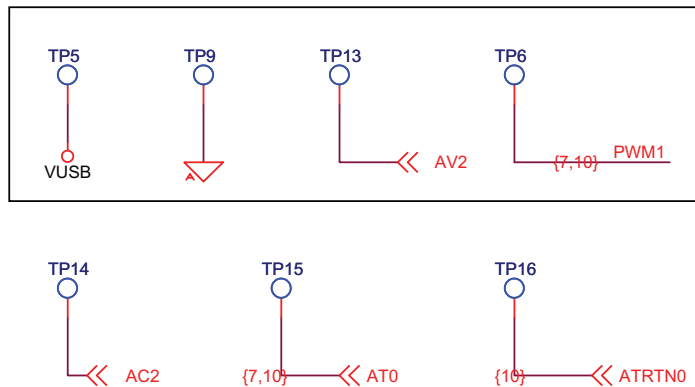 TP5 TP9 TP13 TP6
VUSB A AV2 {7,10} PWM1
TP14 TP15 TP16
AC2 {7,10} AT0 {10} ATRTN0